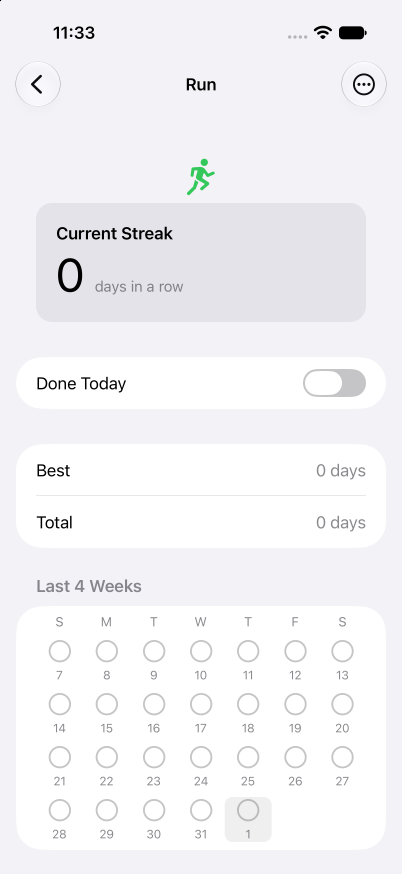 11:33
Run
Current Streak
0 days in a row
Done Today
Best 0 days
Total 0 days
Last 4 Weeks
S M T W T F S
7 8 9 10 11 12 13
14 15 16 17 18 19 20
21 22 23 24 25 26 27
28 29 30 31 1